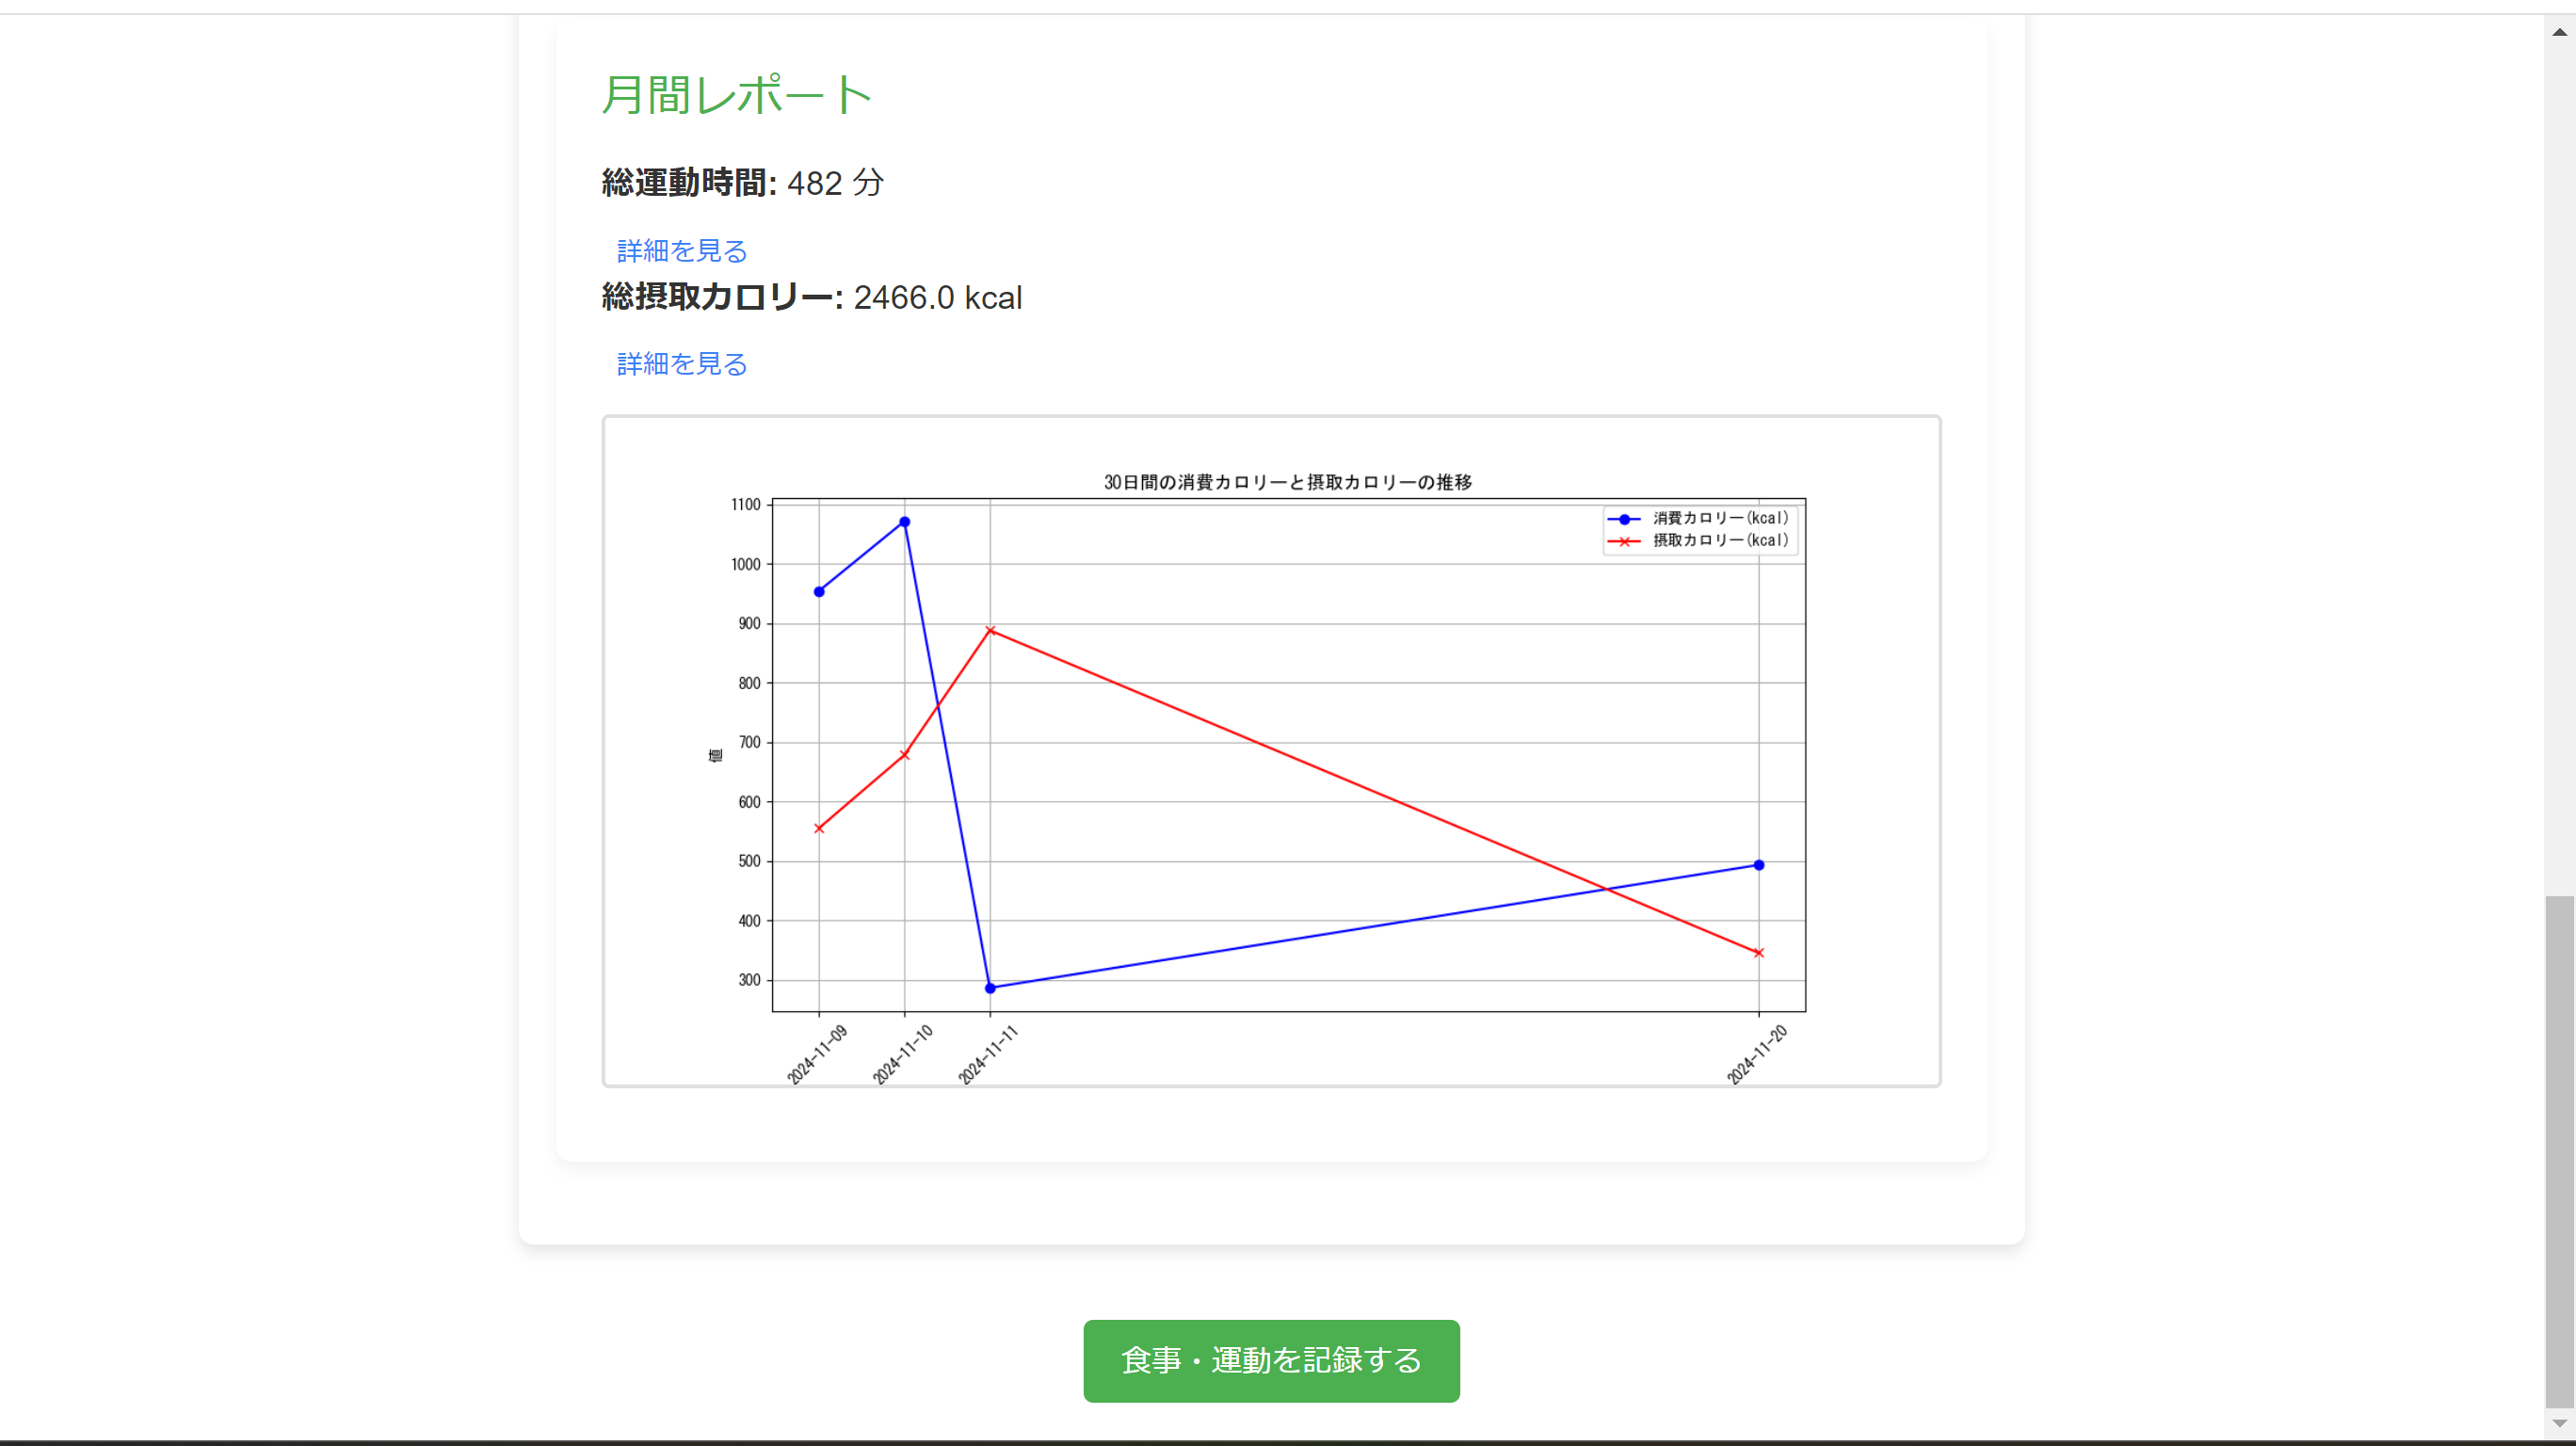 月間レポート
総運動時間: 482 分
詳細を見る
総摂取カロリー: 2466.0 kcal
詳細を見る
30日間の消費カロリーと摂取カロリーの推移
消費カロリー(kcal)
摂取カロリー(kcal)
1100
1000
900
800
700
600
500
400
300
値
2024-11-09
2024-11-10
2024-11-11
2024-11-20
食事・運動を記録する